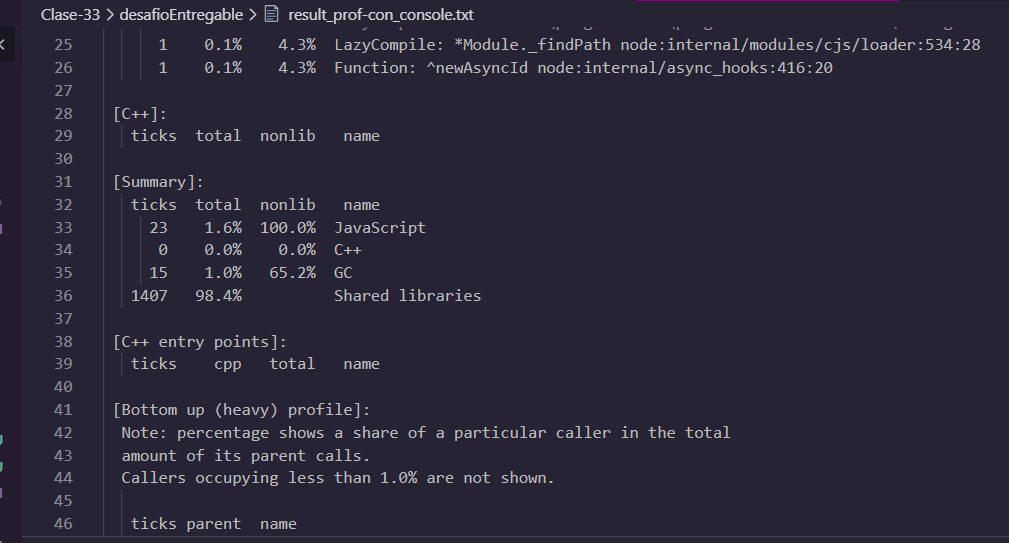 Clase-33 > desafioEntregable > result_prof-con_console.txt
25 1 0.1% 4.3% LazyCompile: *Module._findPath node:internal/modules/cjs/loader:534:28
26 1 0.1% 4.3% Function: ^newAsyncId node:internal/async_hooks:416:20
27
28 [C++]:
29 ticks total nonlib name
30
31 [Summary]:
32 ticks total nonlib name
33 23 1.6% 100.0% JavaScript
34 0 0.0% 0.0% C++
35 15 1.0% 65.2% GC
36 1407 98.4% Shared libraries
37
38 [C++ entry points]:
39 ticks cpp total name
40
41 [Bottom up (heavy) profile]:
42 Note: percentage shows a share of a particular caller in the total
43 amount of its parent calls.
44 Callers occupying less than 1.0% are not shown.
45
46 ticks parent name